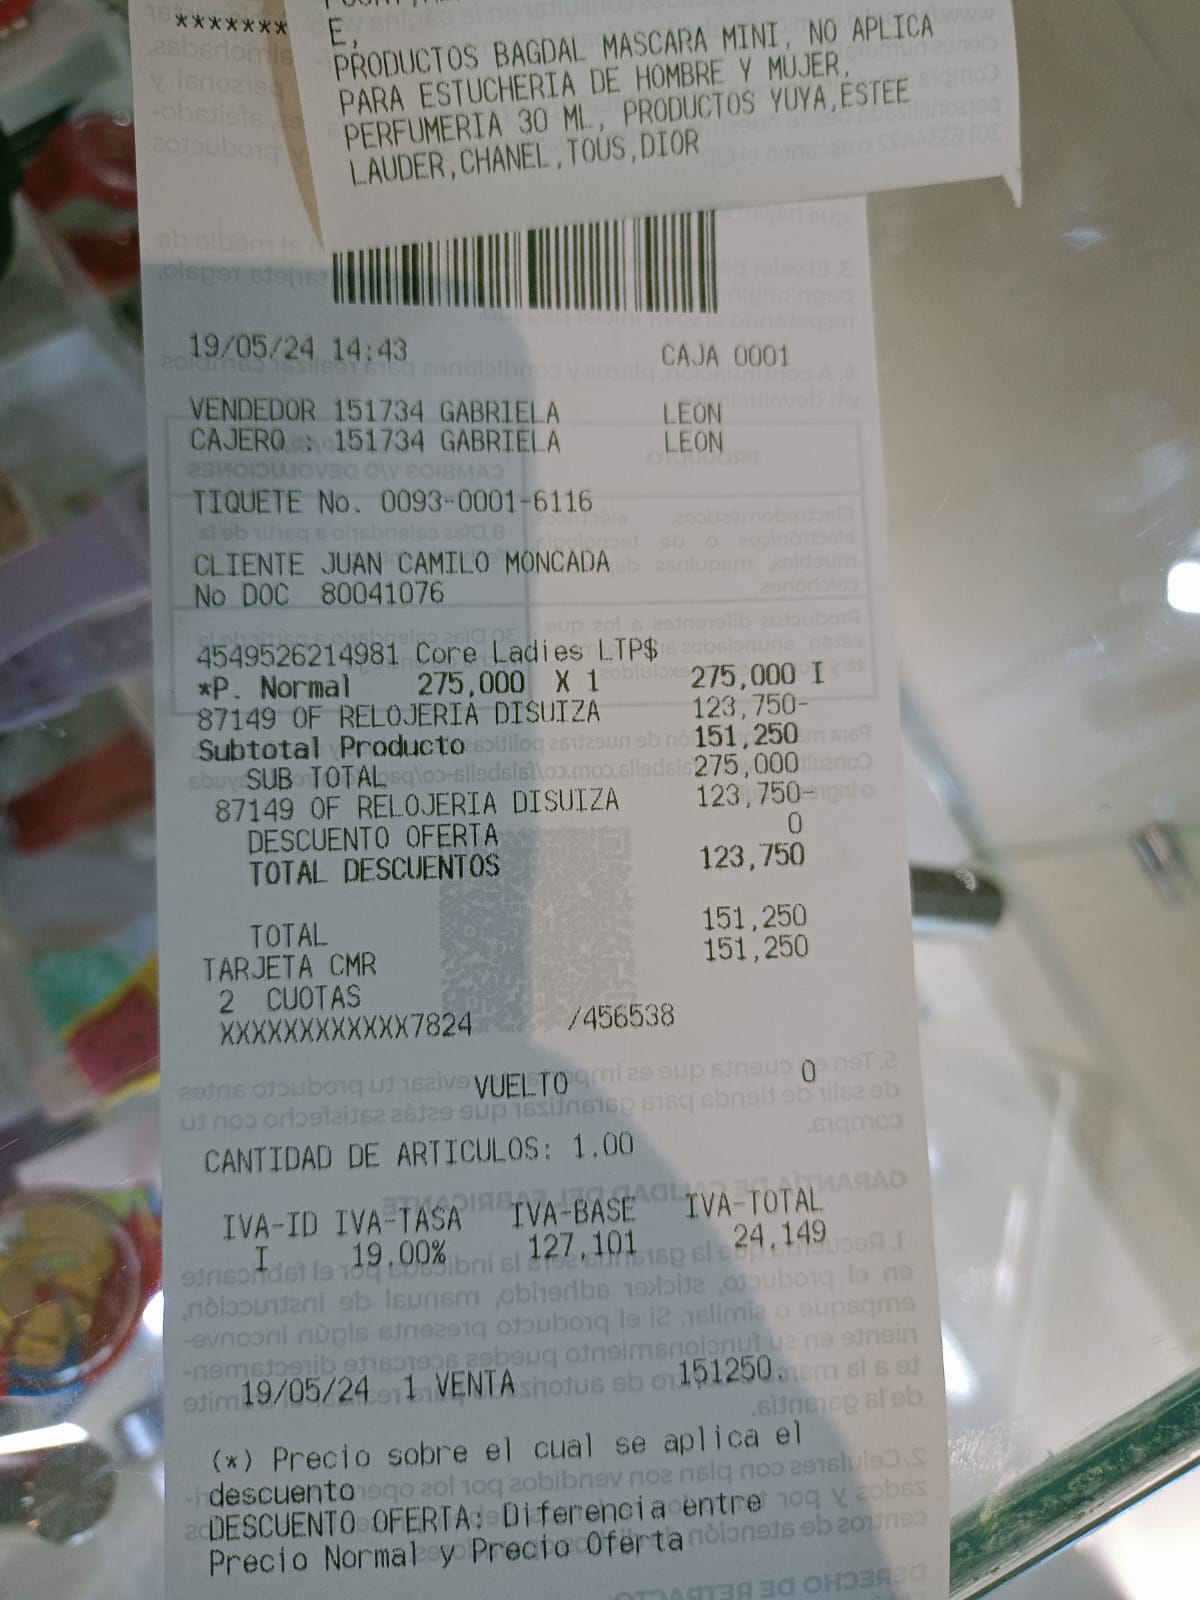 *******
E,
PRODUCTOS BAGDAL MASCARA MINI, NO APLICA
PARA ESTUCHERIA DE HOMBRE Y MUJER,
PERFUMERIA 30 ML, PRODUCTOS YUYA,ESTEE
LAUDER,CHANEL,TOUS,DIOR
19/05/24 14:43 CAJA 0001
VENDEDOR 151734 GABRIELA LEON
CAJERO : 151734 GABRIELA LEON
TIQUETE No. 0093-0001-6116
CLIENTE JUAN CAMILO MONCADA
No DOC 80041076
4549526214981 Core Ladies LTP$
*P. Normal 275,000 X 1 275,000 I
87149 OF RELOJERIA DISUIZA 123,750-
Subtotal Producto 151,250
SUB TOTAL 275,000
87149 OF RELOJERIA DISUIZA 123,750-
DESCUENTO OFERTA 0
TOTAL DESCUENTOS 123,750
TOTAL 151,250
TARJETA CMR 151,250
2 CUOTAS
XXXXXXXXXXXX7824 /456538
VUELTO 0
CANTIDAD DE ARTICULOS: 1.00
IVA-ID IVA-TASA IVA-BASE IVA-TOTAL
I 19.00% 127,101 24,149
19/05/24 1 VENTA 151250.
(*) Precio sobre el cual se aplica el
descuento
DESCUENTO OFERTA: Diferencia entre
Precio Normal y Precio Oferta